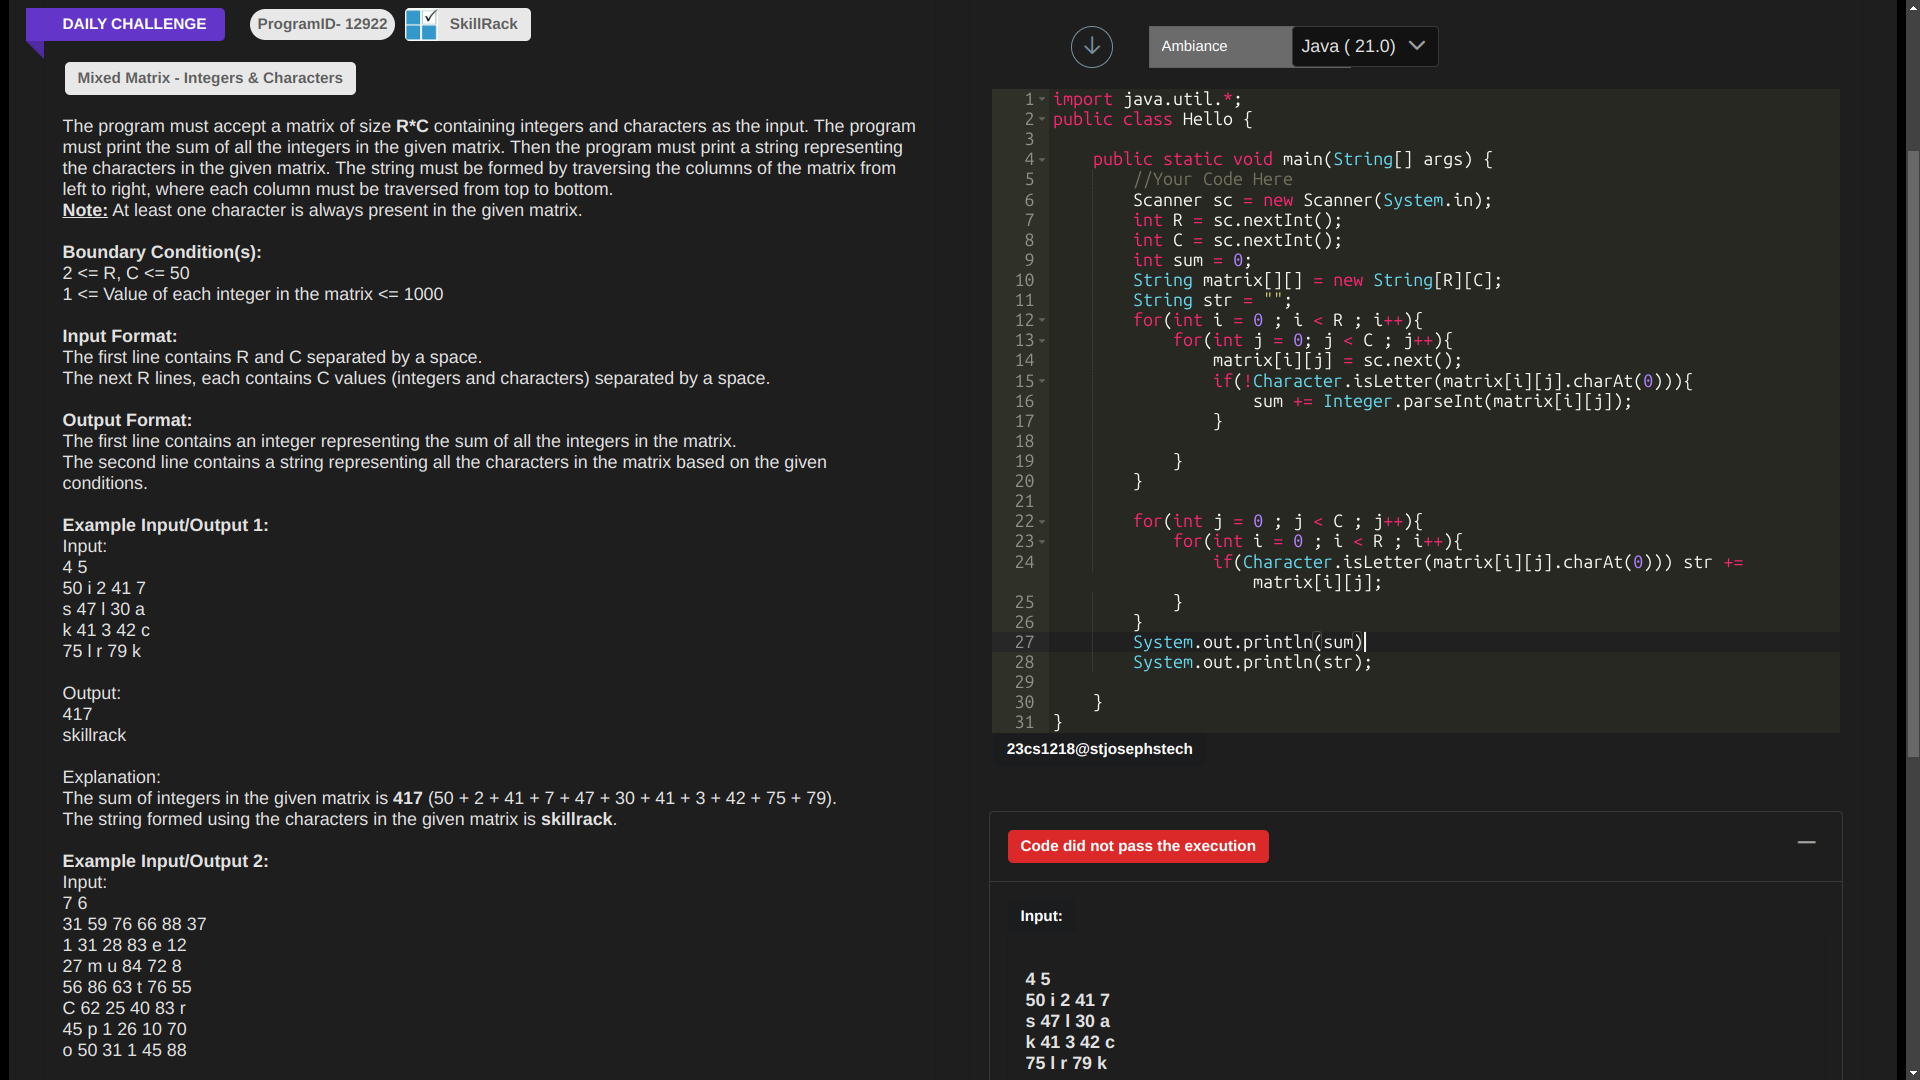 DAILY CHALLENGE
ProgramID- 12922
SkillRack
Mixed Matrix - Integers & Characters
The program must accept a matrix of size R*C containing integers and characters as the input. The program
must print the sum of all the integers in the given matrix. Then the program must print a string representing
the characters in the given matrix. The string must be formed by traversing the columns of the matrix from
left to right, where each column must be traversed from top to bottom.
Note: At least one character is always present in the given matrix.
Boundary Condition(s):
2 <= R, C <= 50
1 <= Value of each integer in the matrix <= 1000
Input Format:
The first line contains R and C separated by a space.
The next R lines, each contains C values (integers and characters) separated by a space.
Output Format:
The first line contains an integer representing the sum of all the integers in the matrix.
The second line contains a string representing all the characters in the matrix based on the given
conditions.
Example Input/Output 1:
Input:
4 5
50 i 2 41 7
s 47 l 30 a
k 41 3 42 c
75 l r 79 k
Output:
417
skillrack
Explanation:
The sum of integers in the given matrix is 417 (50 + 2 + 41 + 7 + 47 + 30 + 41 + 3 + 42 + 75 + 79).
The string formed using the characters in the given matrix is skillrack.
Example Input/Output 2:
Input:
7 6
31 59 76 66 88 37
1 31 28 83 e 12
27 m u 84 72 8
56 86 63 t 76 55
C 62 25 40 83 r
45 p 1 26 10 70
o 50 31 1 45 88
Ambiance
Java ( 21.0)
1 import java.util.*;
2 public class Hello {
3
4 public static void main(String[] args) {
5 //Your Code Here
6 Scanner sc = new Scanner(System.in);
7 int R = sc.nextInt();
8 int C = sc.nextInt();
9 int sum = 0;
10 String matrix[][] = new String[R][C];
11 String str = "";
12 for(int i = 0 ; i < R ; i++){
13 for(int j = 0; j < C ; j++){
14 matrix[i][j] = sc.next();
15 if(!Character.isLetter(matrix[i][j].charAt(0))){
16 sum += Integer.parseInt(matrix[i][j]);
17 }
18
19 }
20 }
21
22 for(int j = 0 ; j < C ; j++){
23 for(int i = 0 ; i < R ; i++){
24 if(Character.isLetter(matrix[i][j].charAt(0))) str +=
matrix[i][j];
25 }
26 }
27 System.out.println(sum)
28 System.out.println(str);
29
30 }
31 }
23cs1218@stjosephstech
Code did not pass the execution
Input:
4 5
50 i 2 41 7
s 47 l 30 a
k 41 3 42 c
75 l r 79 k